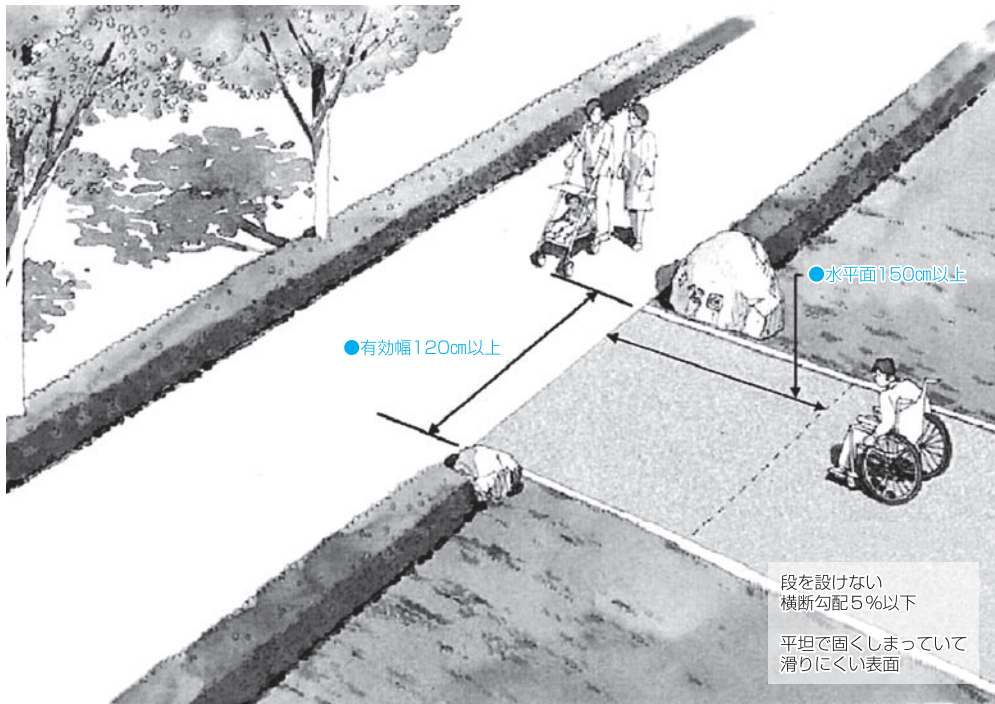 公園
●水平面150cm以上
●有効幅120cm以上
段を設けない
横断勾配5%以下
平坦で固くしまっていて
滑りにくい表面